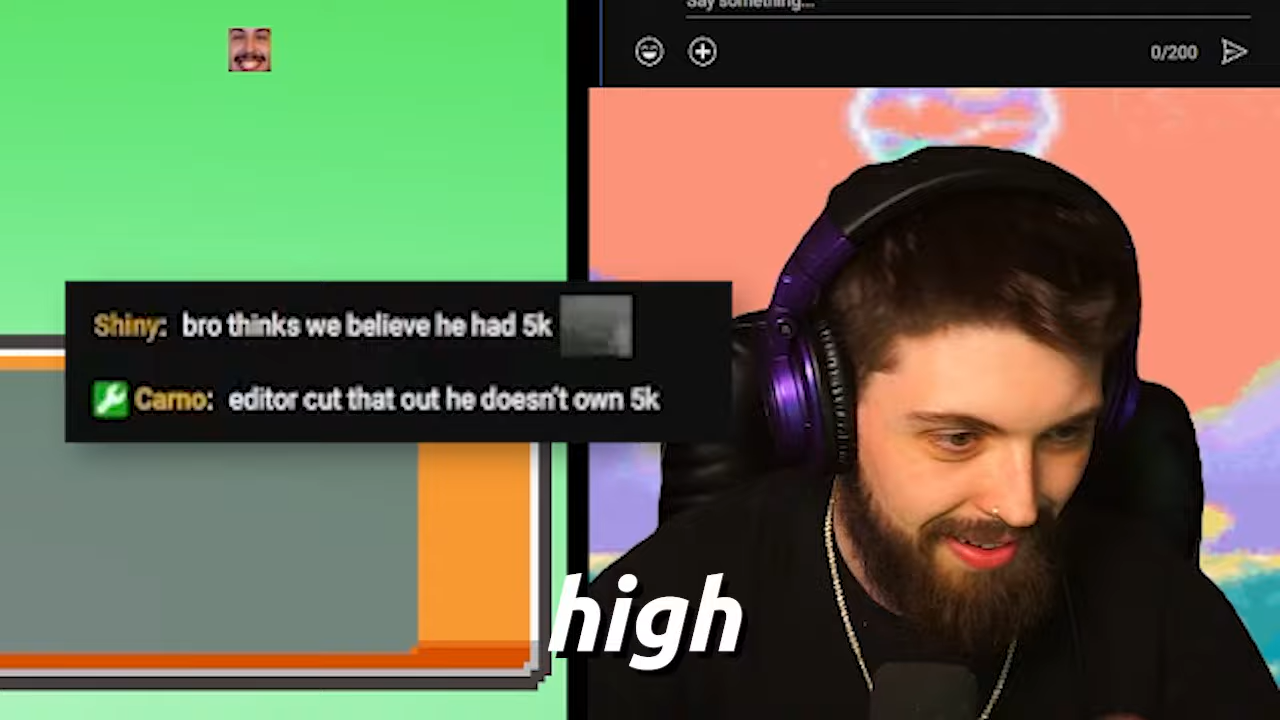 Say something...
0/200
Shiny: bro thinks we believe he had 5k
Carno: editor cut that out he doesn't own 5k
high